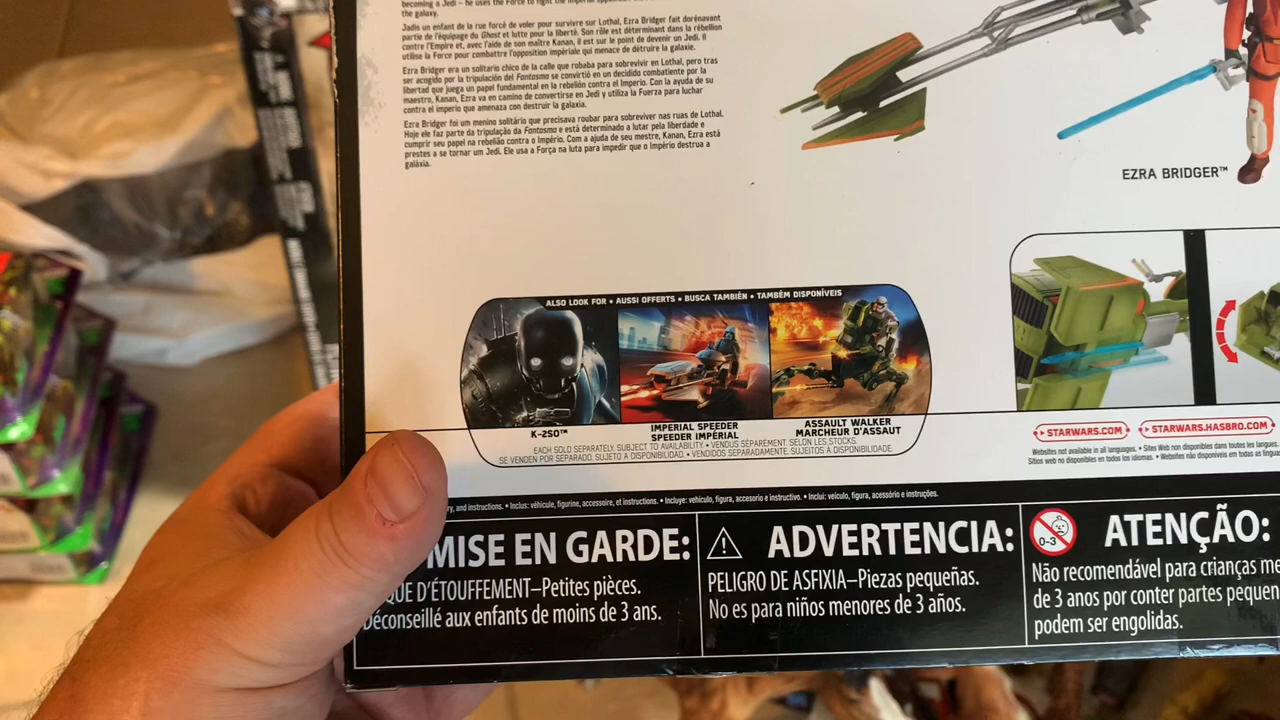 becoming a Jedi – he uses the Force to fight the Imperial
the galaxy.
Jadis un enfant de la rue forcé de voler pour survivre sur Lothal, Ezra Bridger fait dorénavant
partie de l'équipage du Ghost et lutte pour la liberté. Son rôle est déterminant dans la rébellion
contre l'Empire et, avec l'aide de son maître Kanan, il est sur le point de devenir un Jedi. Il
utilise la Force pour combattre l'opposition impériale qui menace de détruire la galaxie.
Ezra Bridger era un solitario chico de la calle que robaba para sobrevivir en Lothal, pero tras
ser acogido por la tripulación del Fantasma se convirtió en un decidido combatiente por la
libertad que juega un papel fundamental en la rebelión contra el Imperio. Con la ayuda de su
maestro, Kanan, Ezra va en camino de convertirse en Jedi y utiliza la Fuerza para luchar
contra el imperio que amenaza con destruir la galaxia.
Ezra Bridger foi um menino solitário que precisava roubar para sobreviver nas ruas de Lothal.
Hoje ele faz parte da tripulação da Fantasma e está determinado a lutar pela liberdade e
cumprir seu papel na rebelião contra o Império. Com a ajuda de seu mestre, Kanan, Ezra está
prestes a se tornar um Jedi. Ele usa a Força na luta para impedir que o Império destrua a
galáxia.
EZRA BRIDGER™
ALSO LOOK FOR • AUSSI OFFERTS • BUSCA TAMBIÉN • TAMBÉM DISPONÍVEIS
K-2SO™
IMPERIAL SPEEDER
SPEEDER IMPÉRIAL
ASSAULT WALKER
MARCHEUR D'ASSAUT
EACH SOLD SEPARATELY. SUBJECT TO AVAILABILITY. • VENDUS SÉPARÉMENT. SELON LES STOCKS.
SE VENDEN POR SEPARADO. SUJETO A DISPONIBILIDAD. • VENDIDOS SEPARADAMENTE. SUJEITOS A DISPONIBILIDADE.
STARWARS.COM
STARWARS.HASBRO.COM
Websites not available in all languages. • Sites Web non disponibles dans toutes les langues.
Sitios web no disponibles en todos los idiomas. • Websites não disponíveis em todas as
and instructions. • Inclus: véhicule, figurine, accessoire, et instructions. • Incluye: vehículo, figura, accesorio e instructivo. • Inclui: veículo, figura, acessório e instruções.
MISE EN GARDE:
D'ÉTOUFFEMENT–Petites pièces.
Déconseillé aux enfants de moins de 3 ans.
ADVERTENCIA:
PELIGRO DE ASFIXIA–Piezas pequeñas.
No es para niños menores de 3 años.
0-3
ATENÇÃO:
Não recomendável para crianças me
de 3 anos por conter partes pequen
podem ser engolidas.